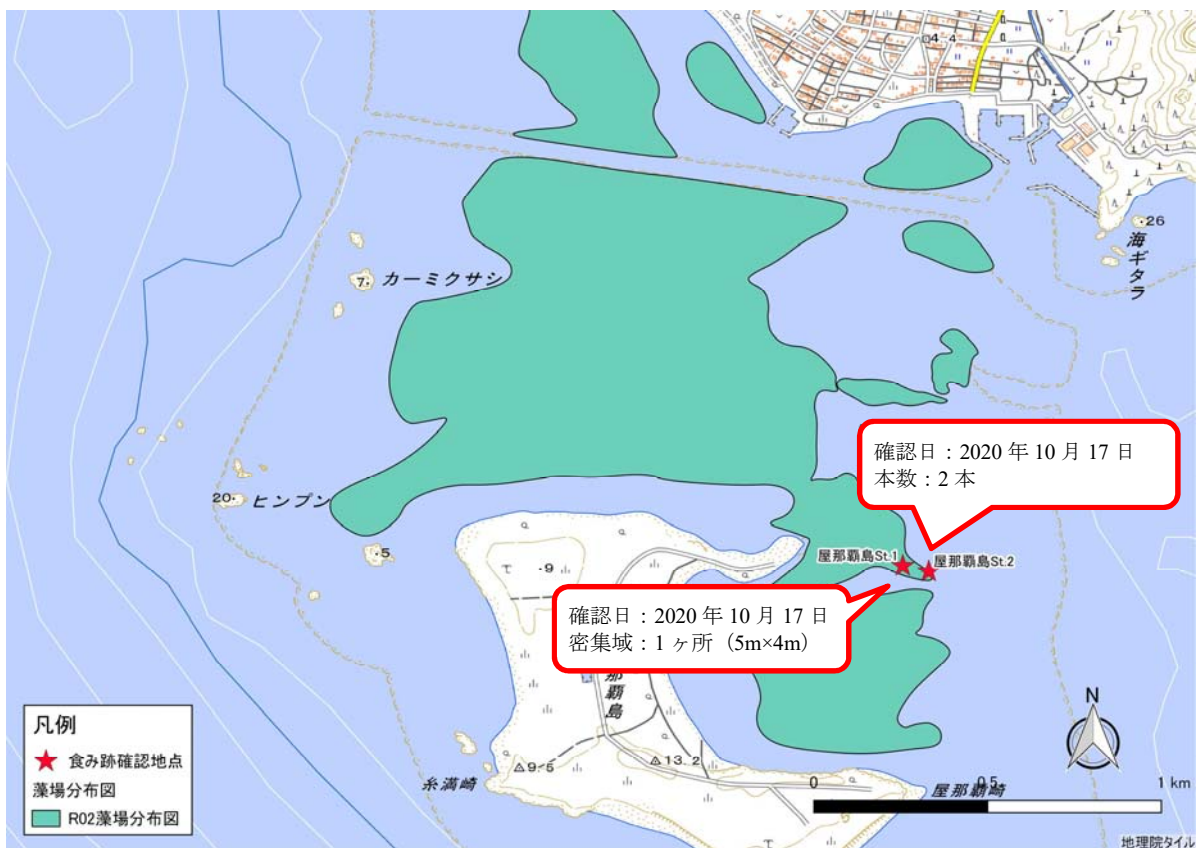 4.4
26
海ギタラ
7
カーミクサシ
確認日：2020 年 10 月 17 日
本数：2 本
20
ヒンプン
5
9
屋那覇島St.1
屋那覇島St.2
確認日：2020 年 10 月 17 日
密集域：1 ヶ所（5m×4m）
那覇島
N
凡例
食み跡確認地点
藻場分布図
R02藻場分布図
9.5
13.2
糸満崎
屋那覇崎
0
0.5
1 km
地理院タイル